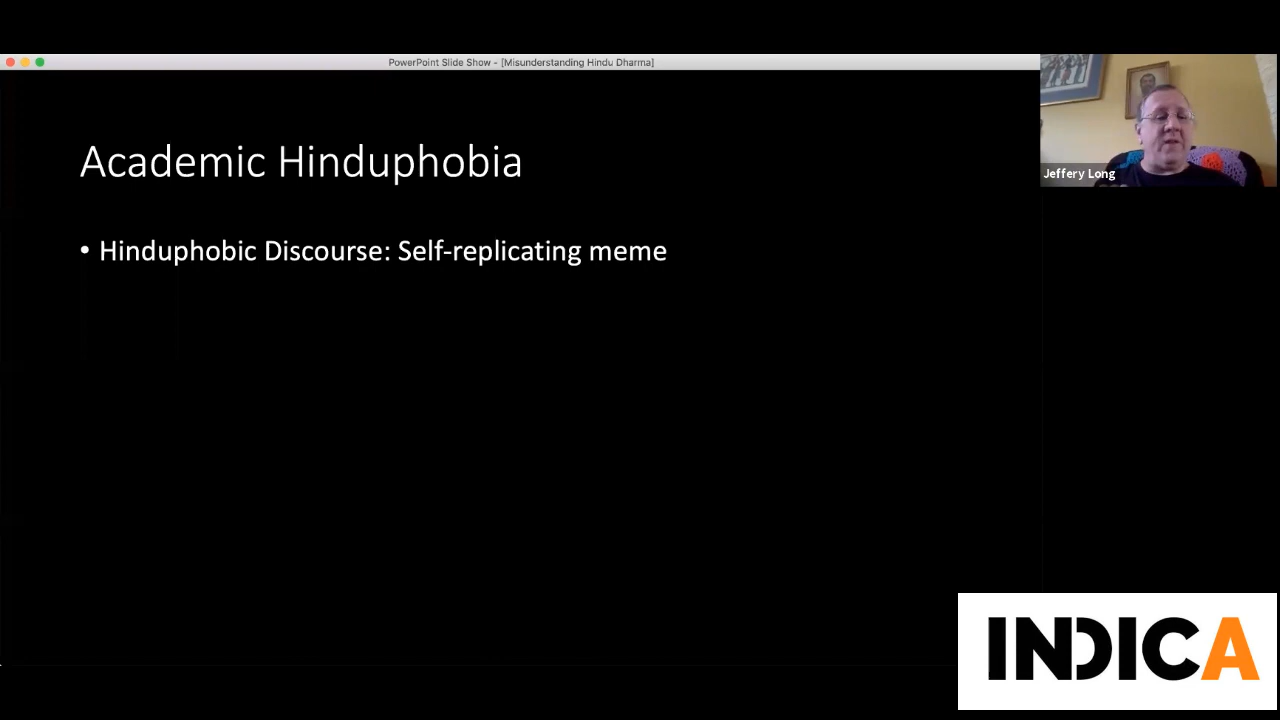 PowerPoint Slide Show - [Misunderstanding Hindu Dharma]
Academic Hinduphobia
• Hinduphobic Discourse: Self-replicating meme
Jeffery Long
INDICA